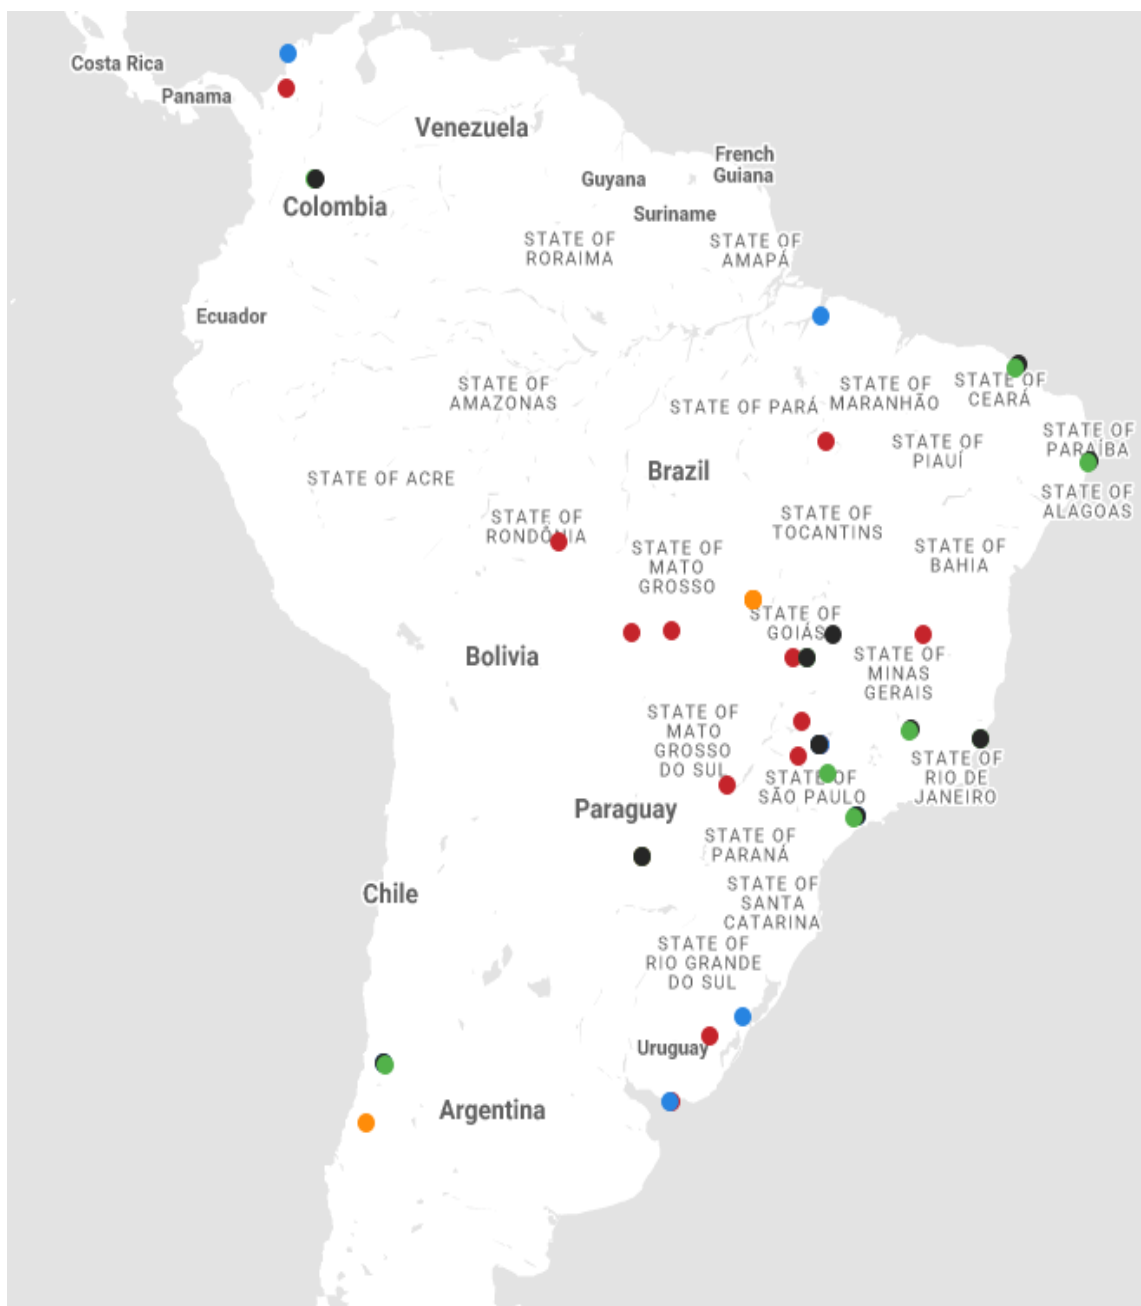 Costa Rica
Panama
Venezuela
French
Guiana
Guyana
Colombia
Suriname
STATE OF
RORAIMA
STATE OF
AMAPÁ
Ecuador
STATE OF
AMAZONAS
STATE OF PARÁ
STATE OF
MARANHÃO
STATE OF
CEARÁ
STATE OF
PARAÍBA
STATE OF
PIAUÍ
Brazil
STATE OF ACRE
STATE OF
ALAGOAS
STATE OF
RONDÔNIA
STATE OF
TOCANTINS
STATE OF
MATO
GROSSO
STATE OF
BAHIA
STATE OF
GOIÁS
Bolivia
STATE OF
MINAS
GERAIS
STATE OF
MATO
GROSSO
DO SUL
STATE OF
RIO DE
JANEIRO
STATE OF
SÃO PAULO
Paraguay
STATE OF
PARANÁ
Chile
STATE OF
SANTA
CATARINA
STATE OF
RIO GRANDE
DO SUL
Uruguay
Argentina